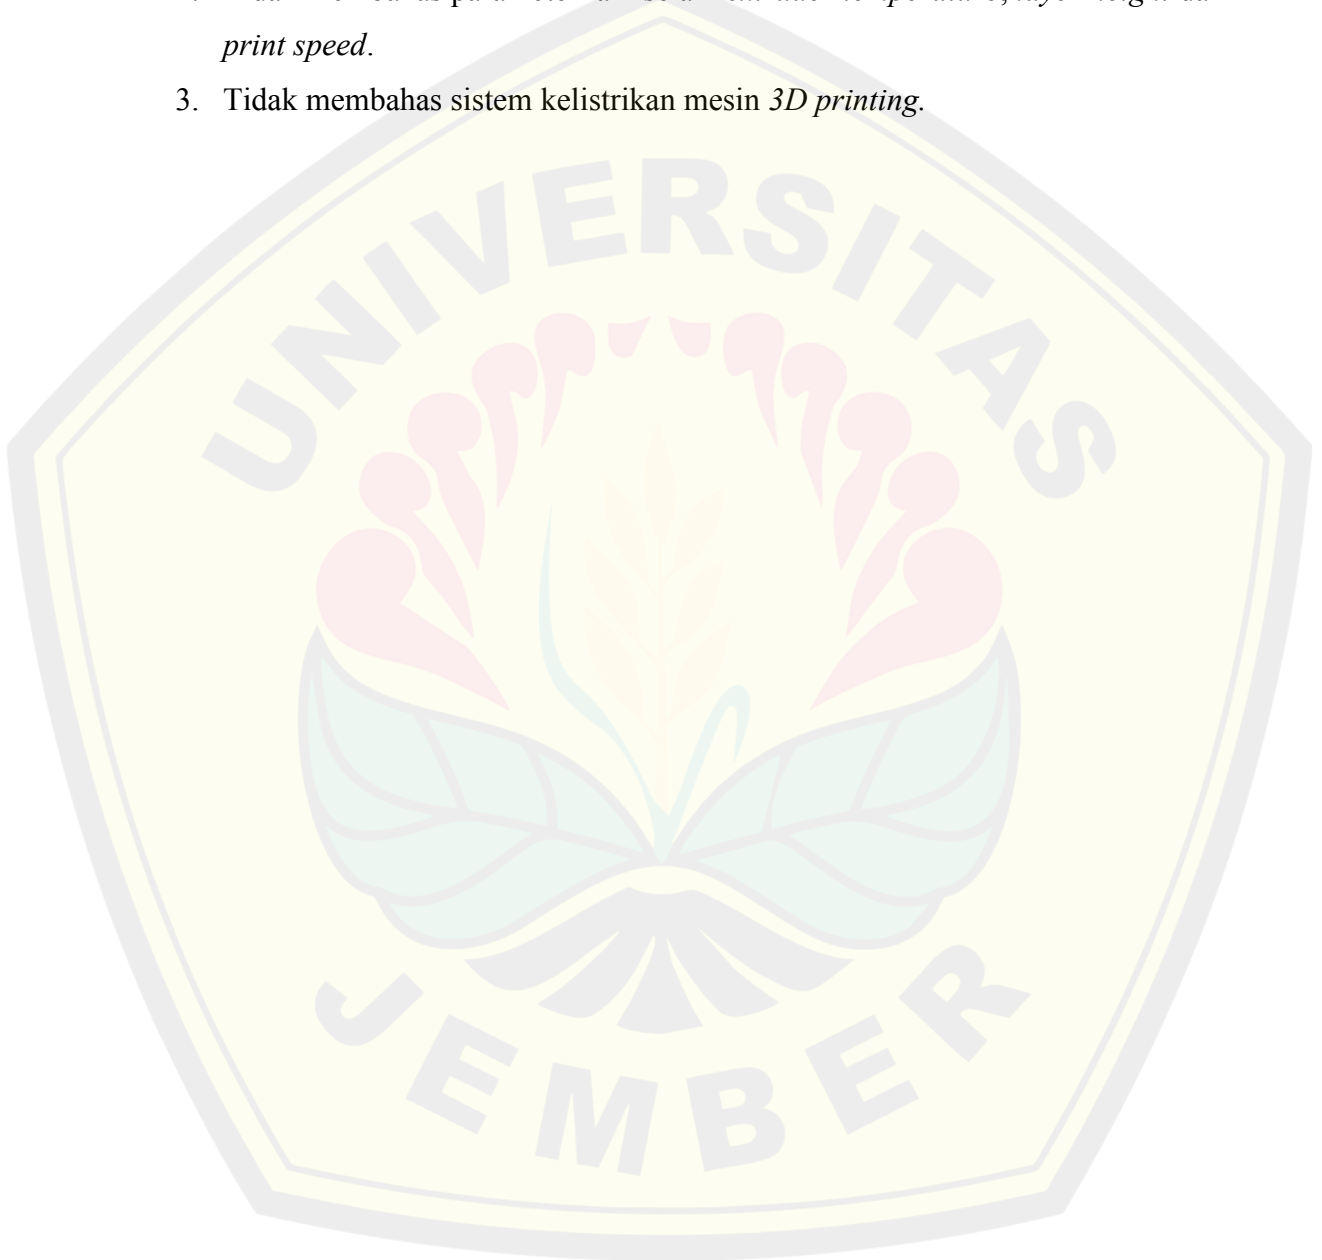 print speed.
3. Tidak membahas sistem kelistrikan mesin 3D printing.
UNIVERSITAS
JEMBER